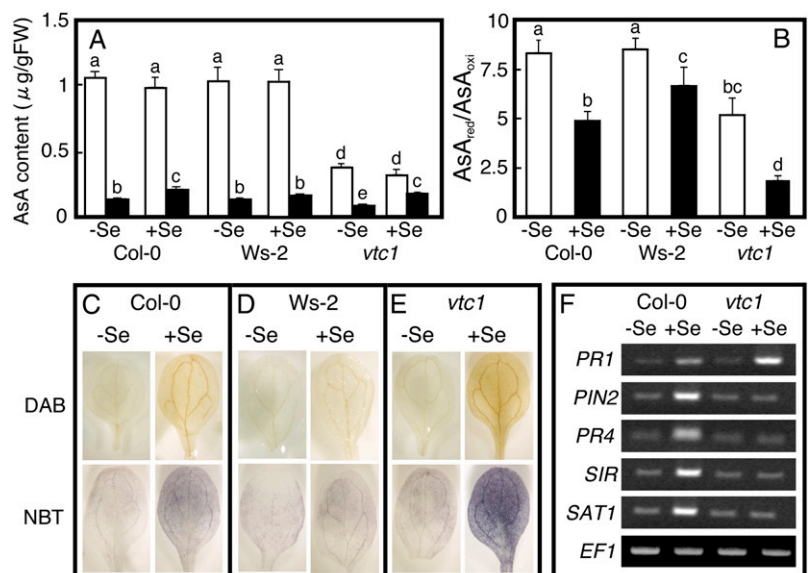 A
AsA content ( μg/gFW)
1.5
1
0.5
0
a
b
a
c
a
b
a
b
d
e
d
c
-Se +Se -Se +Se -Se +Se
Col-0 Ws-2 vtc1
B
AsAred/AsAoxi
10
7.5
5
2.5
0
a
b
a
c
bc
d
-Se +Se -Se +Se -Se +Se
Col-0 Ws-2 vtc1
C Col-0
-Se +Se
D Ws-2
-Se +Se
E vtc1
-Se +Se
DAB
NBT
F Col-0 vtc1
-Se +Se -Se +Se
PR1
PIN2
PR4
SIR
SAT1
EF1